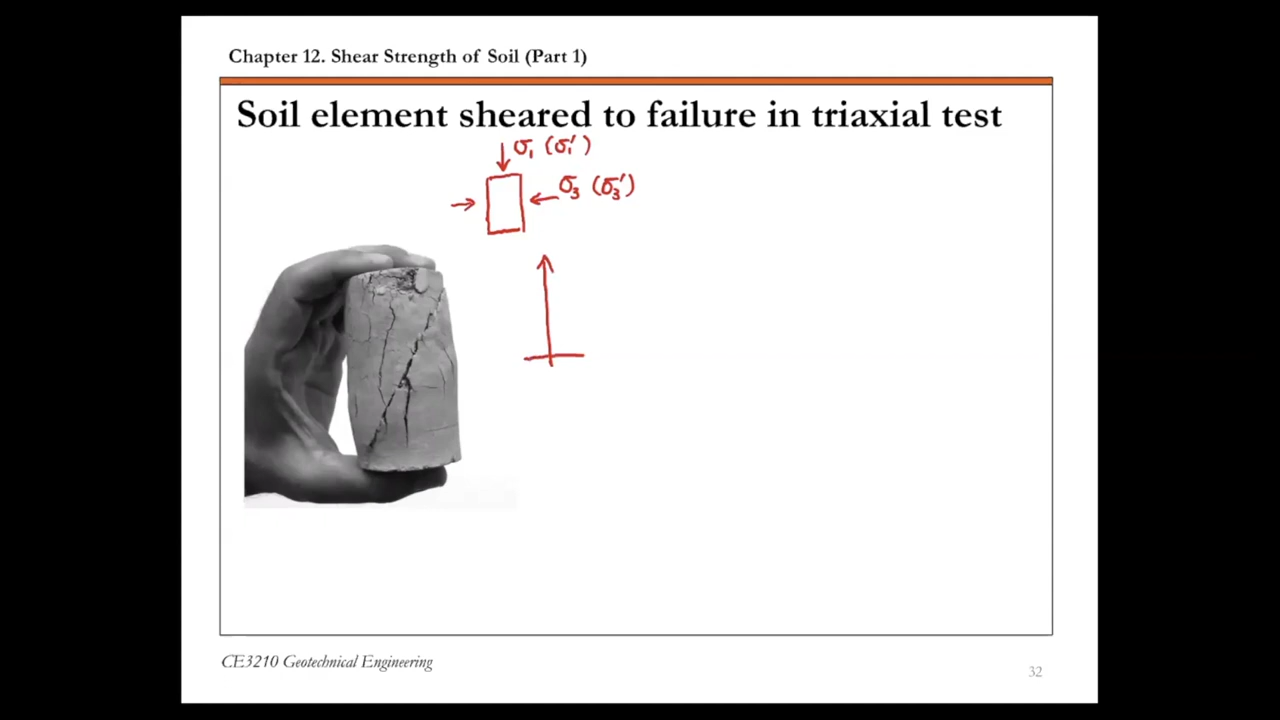 Chapter 12. Shear Strength of Soil (Part 1)
Soil element sheared to failure in triaxial test
σ₁ (σ₁′)
σ₃ (σ₃′)
CE3210 Geotechnical Engineering
32